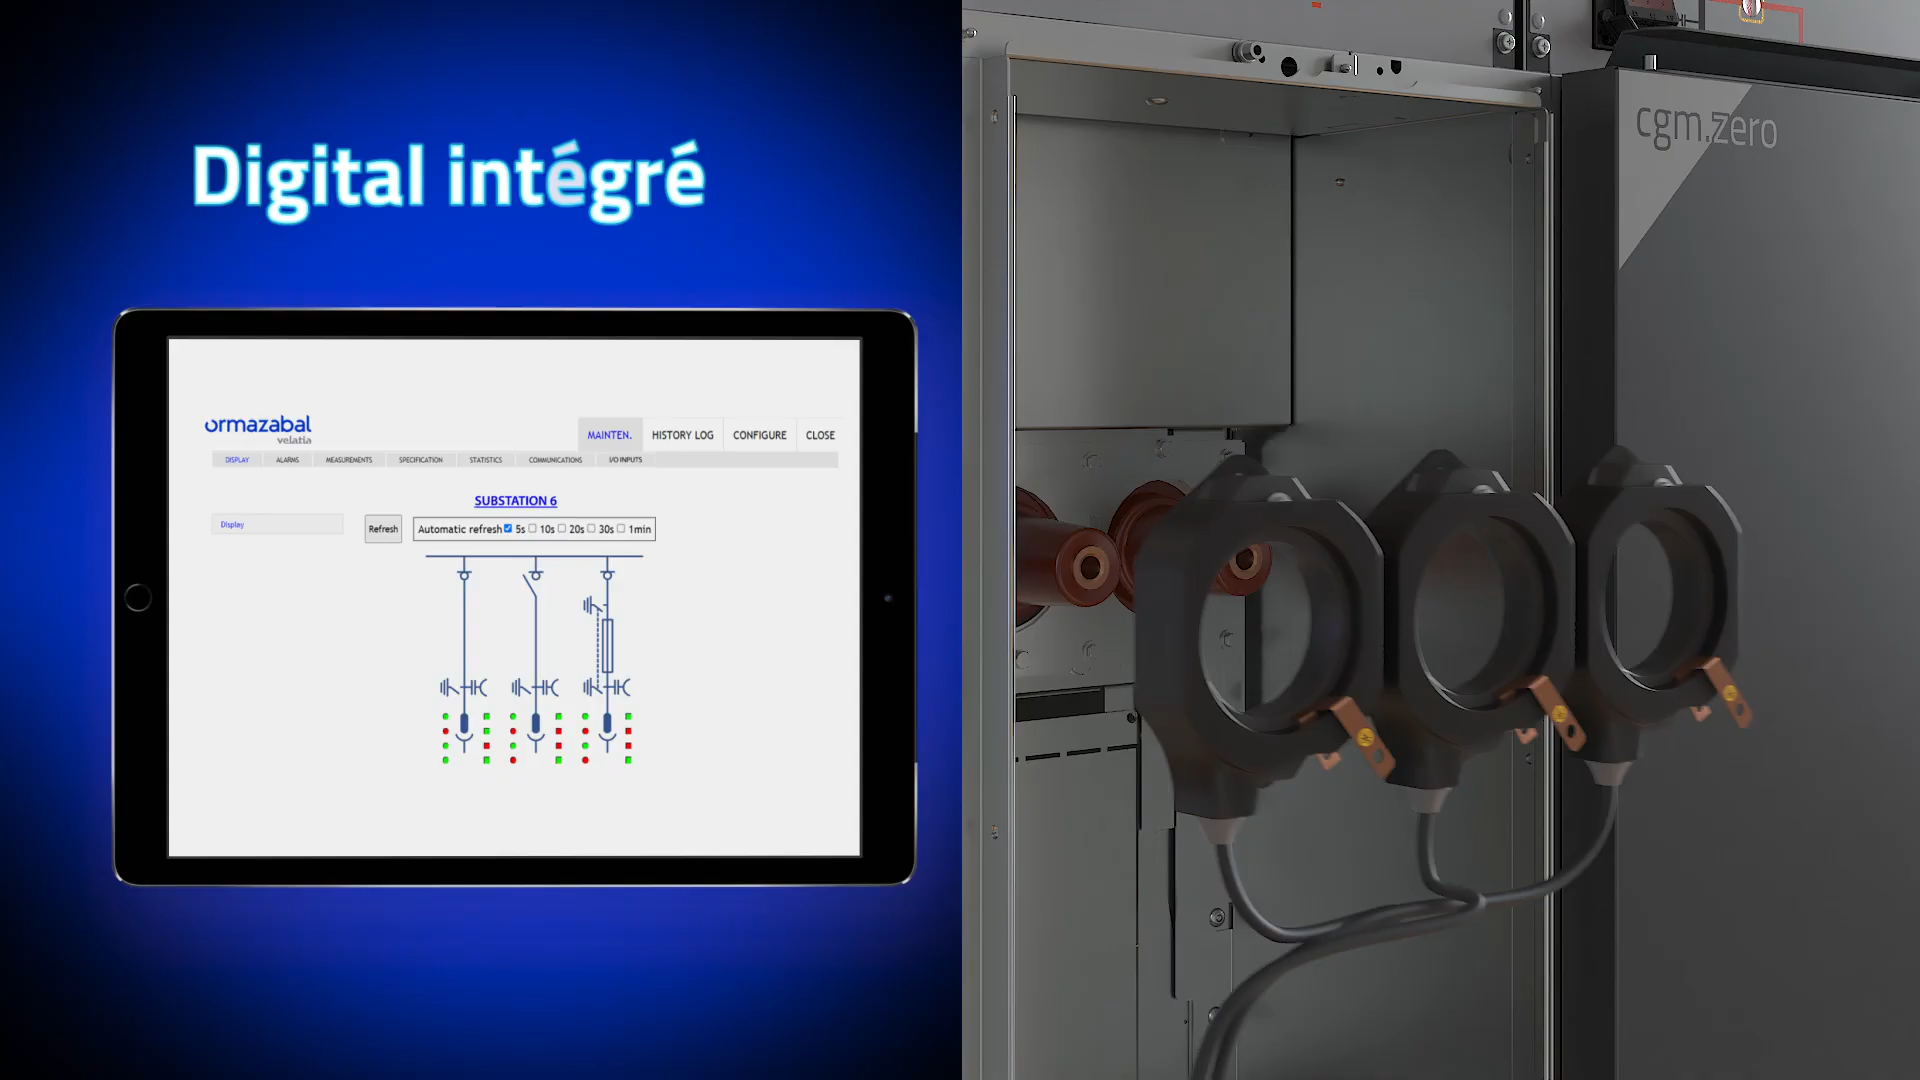 Digital intégré
ormazabal
velatia
MAINTEN. HISTORY LOG CONFIGURE CLOSE
DISPLAY ALARMS MEASUREMENTS SPECIFICATION STATISTICS COMMUNICATIONS I/O INPUTS
SUBSTATION 6
Display
Refresh
Automatic refresh 5s 10s 20s 30s 1min
cgm.zero